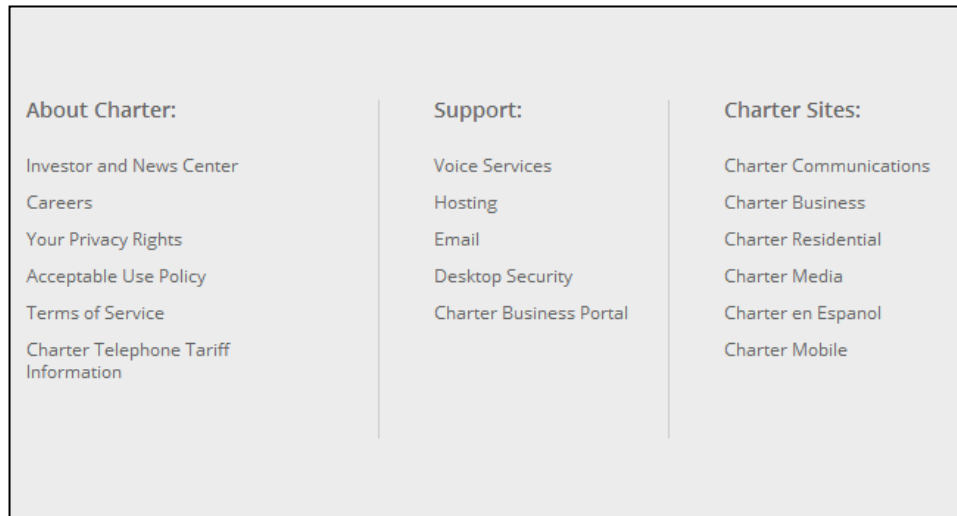 About Charter:
Investor and News Center
Careers
Your Privacy Rights
Acceptable Use Policy
Terms of Service
Charter Telephone Tariff
Information
Support:
Voice Services
Hosting
Email
Desktop Security
Charter Business Portal
Charter Sites:
Charter Communications
Charter Business
Charter Residential
Charter Media
Charter en Espanol
Charter Mobile